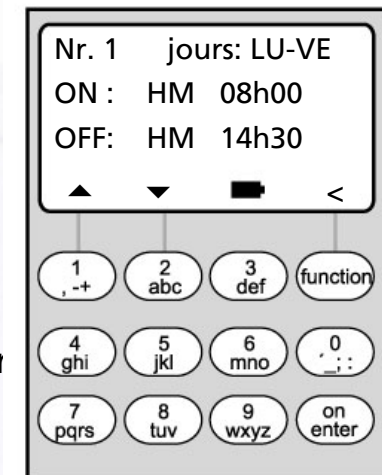 Nr. 1 jours: LU-VE
ON : HM 08h00
OFF: HM 14h30
<
1 2 3 function
, -+ abc def
4 5 6 0
ghi jkl mno ´_; :
7 8 9 on
pqrs tuv wxyz enter